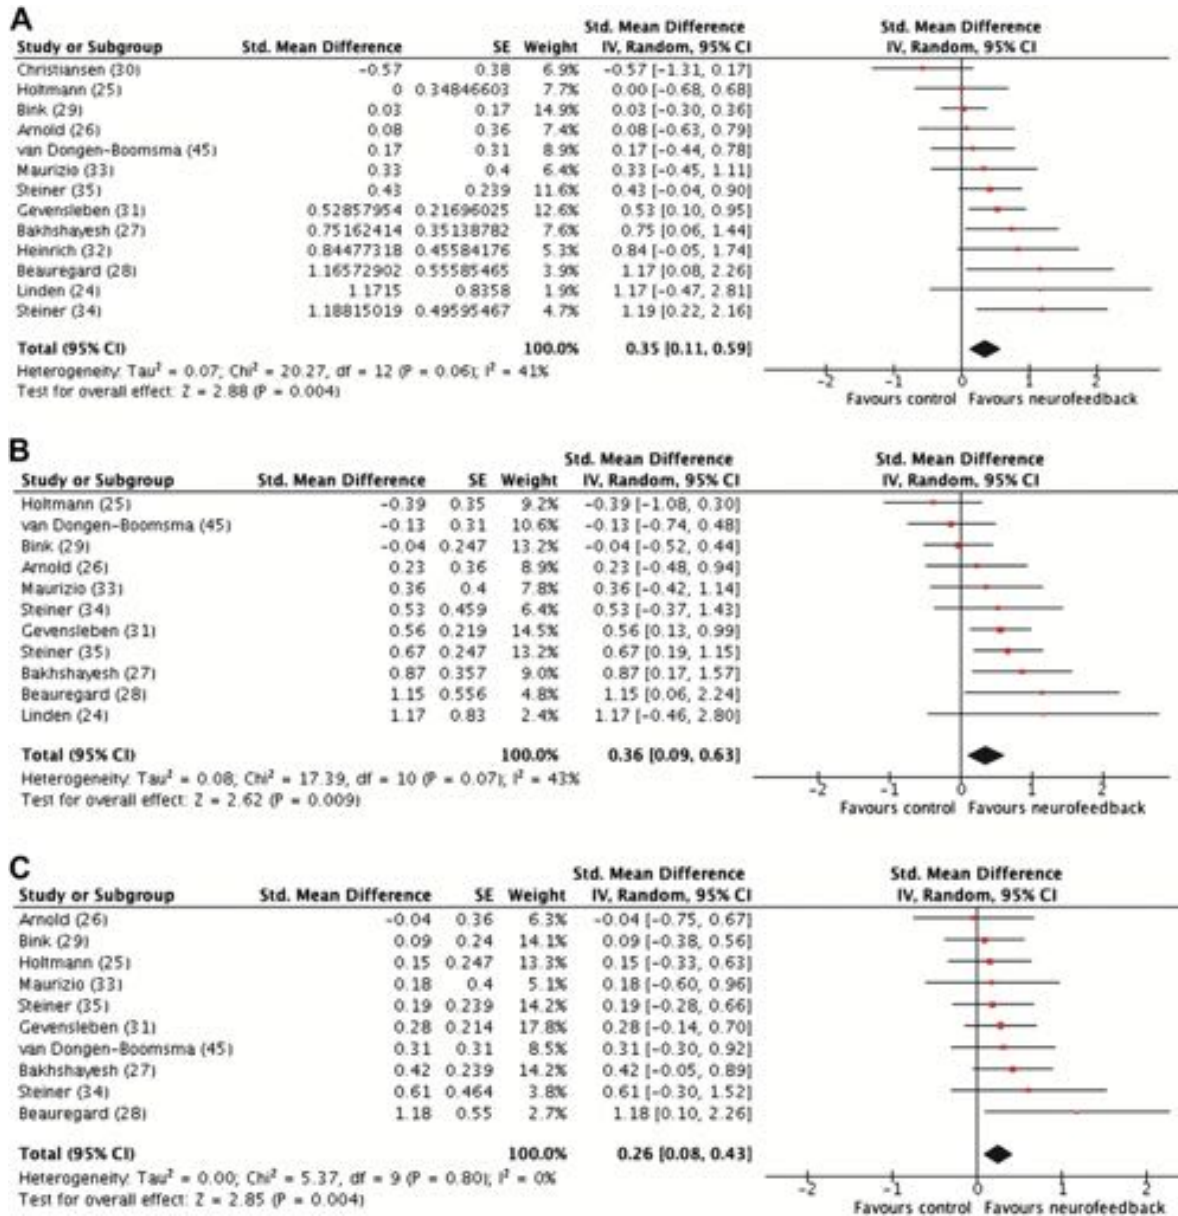 A
Std. Mean Difference Std. Mean Difference
Study or Subgroup Std. Mean Difference SE Weight IV, Random, 95% CI IV, Random, 95% CI
Christiansen (30) −0.57 0.38 6.9% −0.57 [−1.31, 0.17]
Holtmann (25) 0 0.34846603 7.7% 0.00 [−0.68, 0.68]
Bink (29) 0.03 0.17 14.9% 0.03 [−0.30, 0.36]
Arnold (26) 0.08 0.36 7.4% 0.08 [−0.63, 0.79]
van Dongen-Boomsma (45) 0.17 0.31 8.9% 0.17 [−0.44, 0.78]
Maurizio (33) 0.33 0.4 6.4% 0.33 [−0.45, 1.11]
Steiner (35) 0.43 0.239 11.6% 0.43 [−0.04, 0.90]
Gevensleben (31) 0.52857954 0.21696025 12.6% 0.53 [0.10, 0.95]
Bakhshayesh (27) 0.75162414 0.35138782 7.6% 0.75 [0.06, 1.44]
Heinrich (32) 0.84477318 0.45584176 5.3% 0.84 [−0.05, 1.74]
Beauregard (28) 1.16572902 0.55585465 3.9% 1.17 [0.08, 2.26]
Linden (24) 1.1715 0.8358 1.9% 1.17 [−0.47, 2.81]
Steiner (34) 1.18815019 0.49595467 4.7% 1.19 [0.22, 2.16]
Total (95% CI) 100.0% 0.35 [0.11, 0.59]
Heterogeneity: Tau² = 0.07; Chi² = 20.27, df = 12 (P = 0.06); I² = 41%
Test for overall effect: Z = 2.88 (P = 0.004)
−2 −1 0 1 2
Favours control Favours neurofeedback
B
Std. Mean Difference Std. Mean Difference
Study or Subgroup Std. Mean Difference SE Weight IV, Random, 95% CI IV, Random, 95% CI
Holtmann (25) −0.39 0.35 9.2% −0.39 [−1.08, 0.30]
van Dongen-Boomsma (45) −0.13 0.31 10.6% −0.13 [−0.74, 0.48]
Bink (29) −0.04 0.247 13.2% −0.04 [−0.52, 0.44]
Arnold (26) 0.23 0.36 8.9% 0.23 [−0.48, 0.94]
Maurizio (33) 0.36 0.4 7.8% 0.36 [−0.42, 1.14]
Steiner (34) 0.53 0.459 6.4% 0.53 [−0.37, 1.43]
Gevensleben (31) 0.56 0.219 14.5% 0.56 [0.13, 0.99]
Steiner (35) 0.67 0.247 13.2% 0.67 [0.19, 1.15]
Bakhshayesh (27) 0.87 0.357 9.0% 0.87 [0.17, 1.57]
Beauregard (28) 1.15 0.556 4.8% 1.15 [0.06, 2.24]
Linden (24) 1.17 0.83 2.4% 1.17 [−0.46, 2.80]
Total (95% CI) 100.0% 0.36 [0.09, 0.63]
Heterogeneity: Tau² = 0.08; Chi² = 17.39, df = 10 (P = 0.07); I² = 43%
Test for overall effect: Z = 2.62 (P = 0.009)
−2 −1 0 1 2
Favours control Favours neurofeedback
C
Std. Mean Difference Std. Mean Difference
Study or Subgroup Std. Mean Difference SE Weight IV, Random, 95% CI IV, Random, 95% CI
Arnold (26) −0.04 0.36 6.3% −0.04 [−0.75, 0.67]
Bink (29) 0.09 0.24 14.1% 0.09 [−0.38, 0.56]
Holtmann (25) 0.15 0.247 13.3% 0.15 [−0.33, 0.63]
Maurizio (33) 0.18 0.4 5.1% 0.18 [−0.60, 0.96]
Steiner (35) 0.19 0.239 14.2% 0.19 [−0.28, 0.66]
Gevensleben (31) 0.28 0.214 17.8% 0.28 [−0.14, 0.70]
van Dongen-Boomsma (45) 0.31 0.31 8.5% 0.31 [−0.30, 0.92]
Bakhshayesh (27) 0.42 0.239 14.2% 0.42 [−0.05, 0.89]
Steiner (34) 0.61 0.464 3.8% 0.61 [−0.30, 1.52]
Beauregard (28) 1.18 0.55 2.7% 1.18 [0.10, 2.26]
Total (95% CI) 100.0% 0.26 [0.08, 0.43]
Heterogeneity: Tau² = 0.00; Chi² = 5.37, df = 9 (P = 0.80); I² = 0%
Test for overall effect: Z = 2.85 (P = 0.004)
−2 −1 0 1 2
Favours control Favours neurofeedback